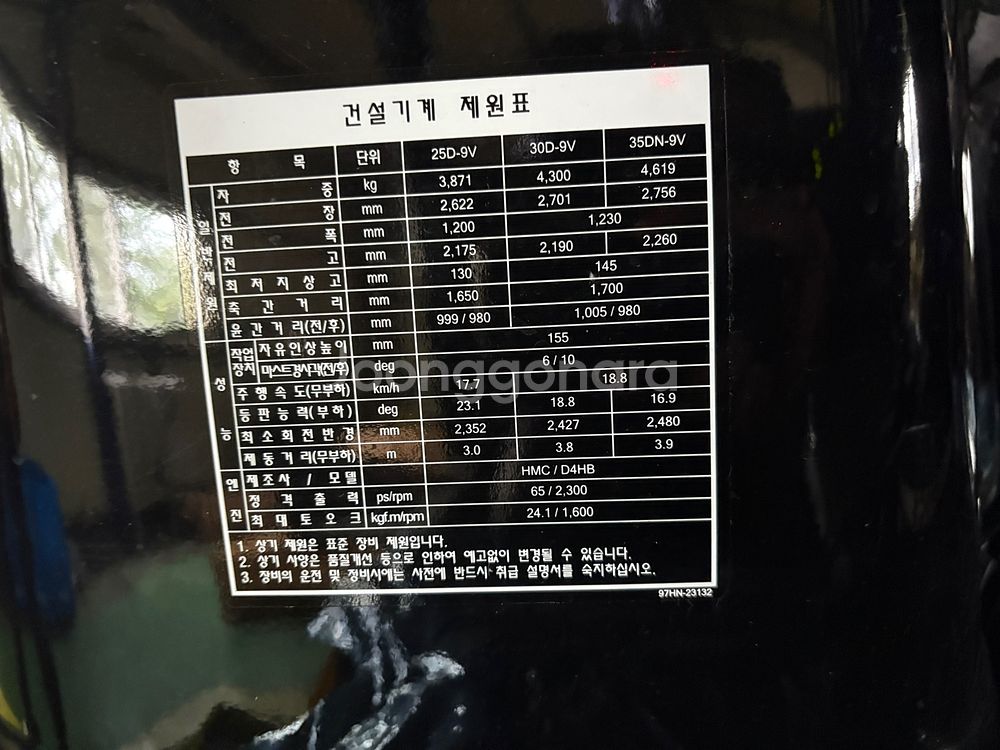 건설기계 제원표
항 목 단위 25D-9V 30D-9V 35DN-9V
일반제원
자 중 kg 3,871 4,300 4,619
전 장 mm 2,622 2,701 2,756
전 폭 mm 1,200 1,230
전 고 mm 2,175 2,190 2,260
최저지상고 mm 130 145
축간거리 mm 1,650 1,700
윤간거리(전/후) mm 999 / 980 1,005 / 980
성능
작업장치
자유인상높이 mm 155
마스트경사각(전/후) deg 6 / 10
주행속도(무부하) km/h 17.7 18.8
등판능력(부하) deg 23.1 18.8 16.9
최소회전반경 mm 2,352 2,427 2,480
제동거리(무부하) m 3.0 3.8 3.9
엔진
제조사 / 모델 HMC / D4HB
정격출력 ps/rpm 65 / 2,300
최대토오크 kgf.m/rpm 24.1 / 1,600
1. 상기 제원은 표준 장비 제원입니다.
2. 상기 사양은 품질개선 등으로 인하여 예고없이 변경될 수 있습니다.
3. 장비의 운전 및 정비시에는 사전에 반드시 취급 설명서를 숙지하십시오.
97HN-23132
joonggonara